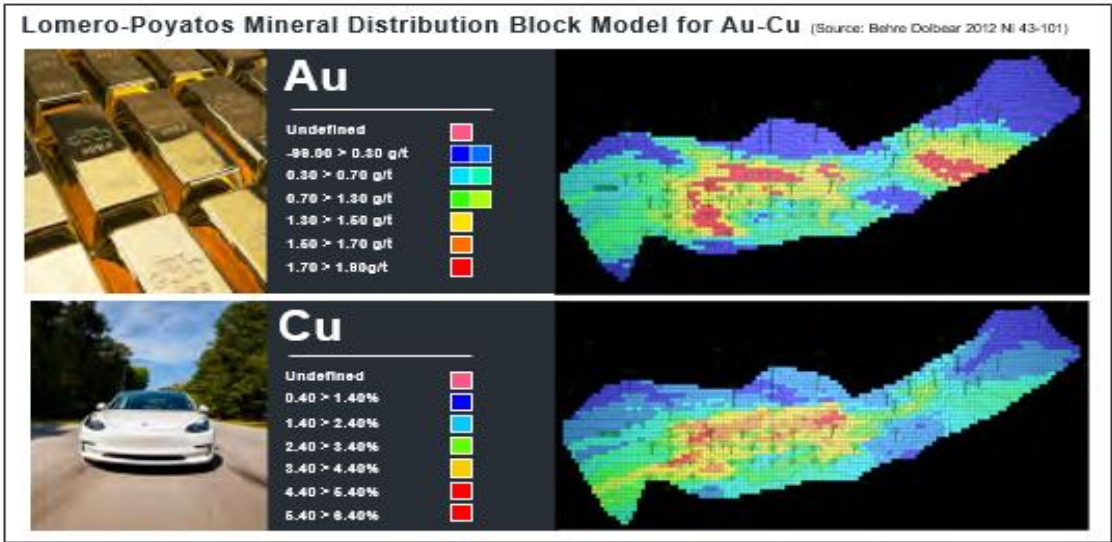 Lomero-Poyatos Mineral Distribution Block Model for Au-Cu (Source: Behre Dolbear 2012 NI 43-101)
Au
Undefined
-99.00 > 0.30 g/t
0.30 > 0.70 g/t
0.70 > 1.30 g/t
1.30 > 1.50 g/t
1.50 > 1.70 g/t
1.70 > 1.90g/t
Cu
Undefined
0.40 > 1.40%
1.40 > 2.40%
2.40 > 3.40%
3.40 > 4.40%
4.40 > 5.40%
5.40 > 6.40%